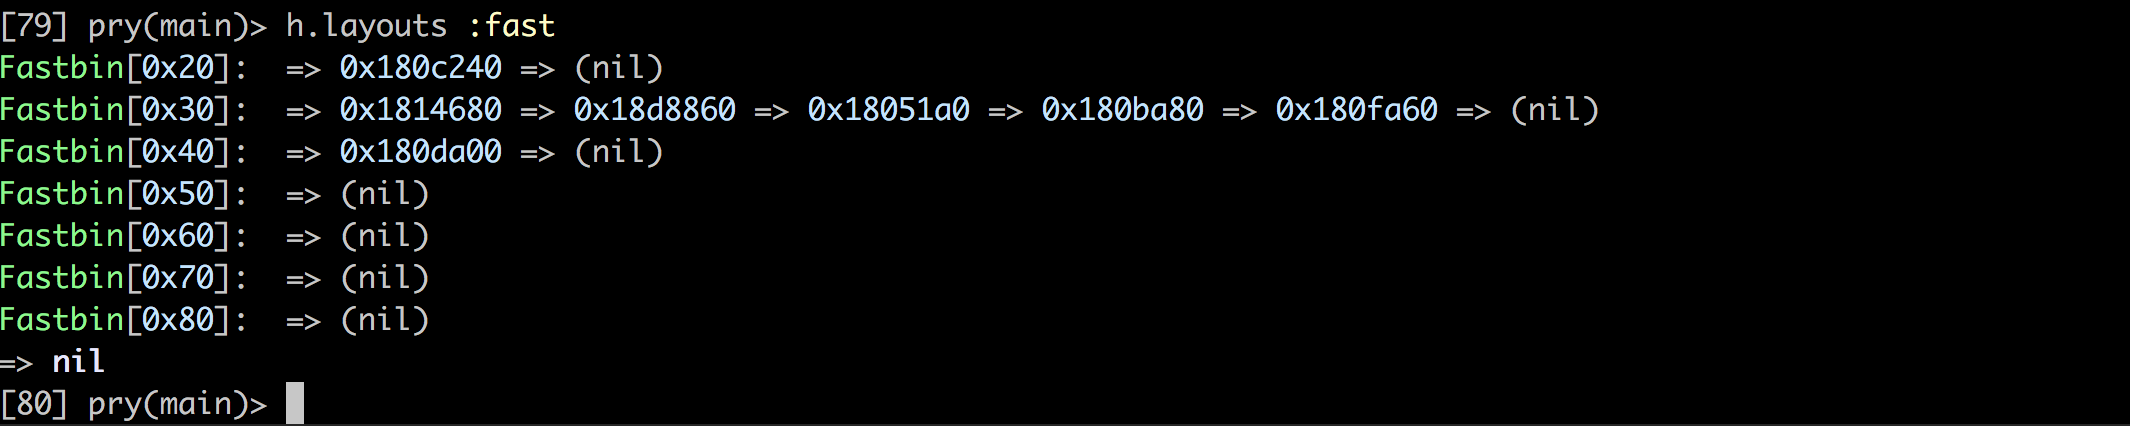 [79] pry(main)> h.layouts :fast
Fastbin[0x20]:  => 0x180c240 => (nil)
Fastbin[0x30]:  => 0x1814680 => 0x18d8860 => 0x18051a0 => 0x180ba80 => 0x180fa60 => (nil)
Fastbin[0x40]:  => 0x180da00 => (nil)
Fastbin[0x50]:  => (nil)
Fastbin[0x60]:  => (nil)
Fastbin[0x70]:  => (nil)
Fastbin[0x80]:  => (nil)
=> nil
[80] pry(main)>